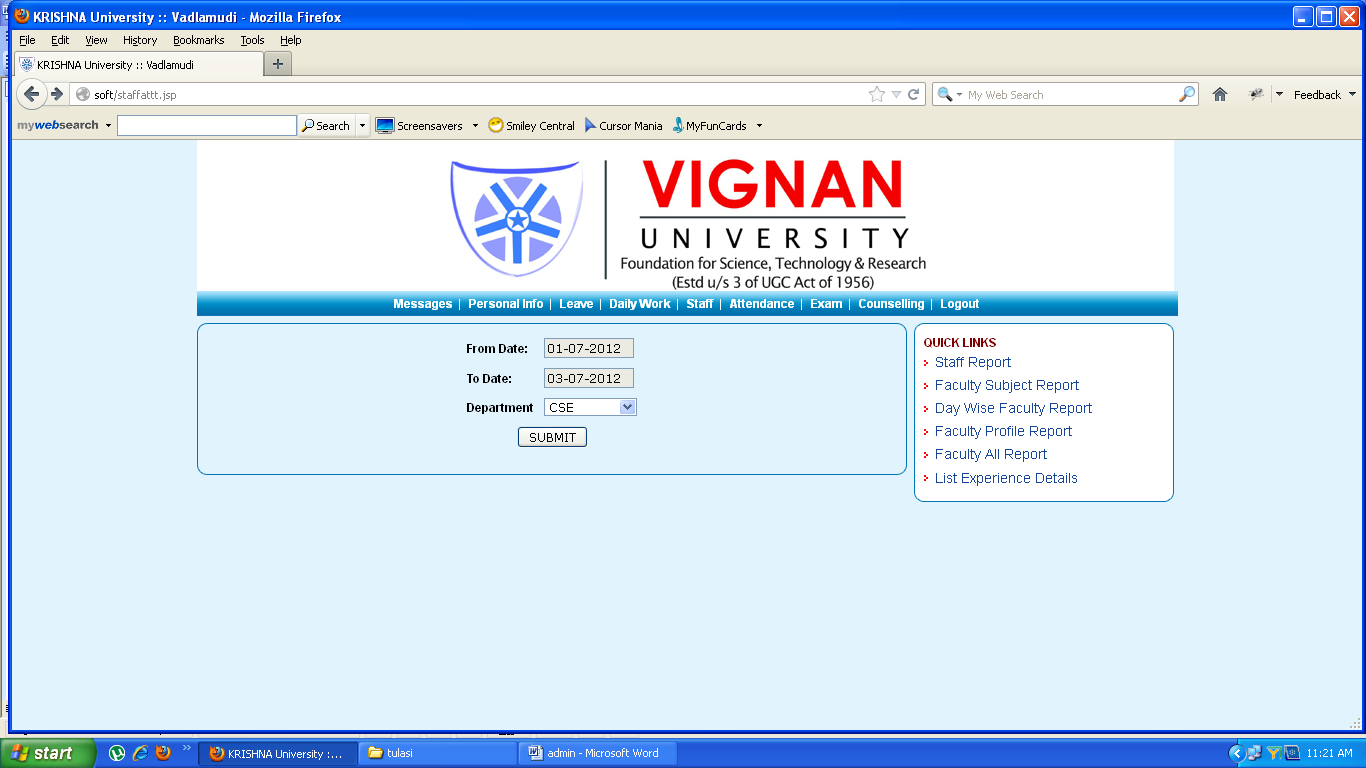 KRISHNA University :: Vadlamudi - Mozilla Firefox
File Edit View History Bookmarks Tools Help
KRISHNA University :: Vadlamudi
soft/staffattt.jsp
My Web Search
Feedback
mywebsearch
Search
Screensavers
Smiley Central
Cursor Mania
MyFunCards
VIGNAN
UNIVERSITY
Foundation for Science, Technology & Research
(Estd u/s 3 of UGC Act of 1956)
Messages | Personal Info | Leave | Daily Work | Staff | Attendance | Exam | Counselling | Logout
From Date: 01-07-2012
To Date: 03-07-2012
Department CSE
SUBMIT
QUICK LINKS
Staff Report
Faculty Subject Report
Day Wise Faculty Report
Faculty Profile Report
Faculty All Report
List Experience Details
start
KRISHNA University :...
tulasi
admin - Microsoft Word
11:21 AM